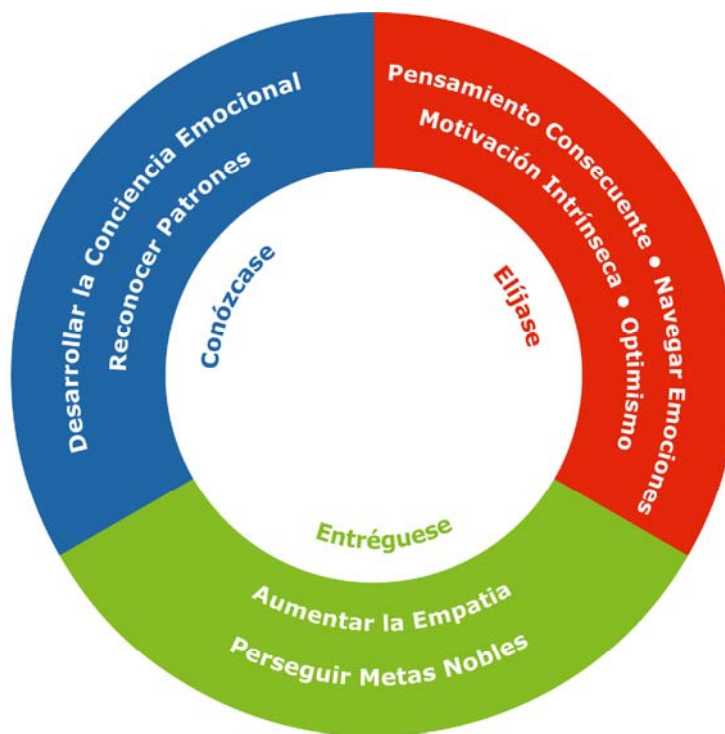 Desarrollar la Conciencia Emocional
Reconocer Patrones
Conózcase
Pensamiento Consecuente • Navegar Emociones
Motivación Intrínseca • Optimismo
Elíjase
Entréguese
Aumentar la Empatia
Perseguir Metas Nobles